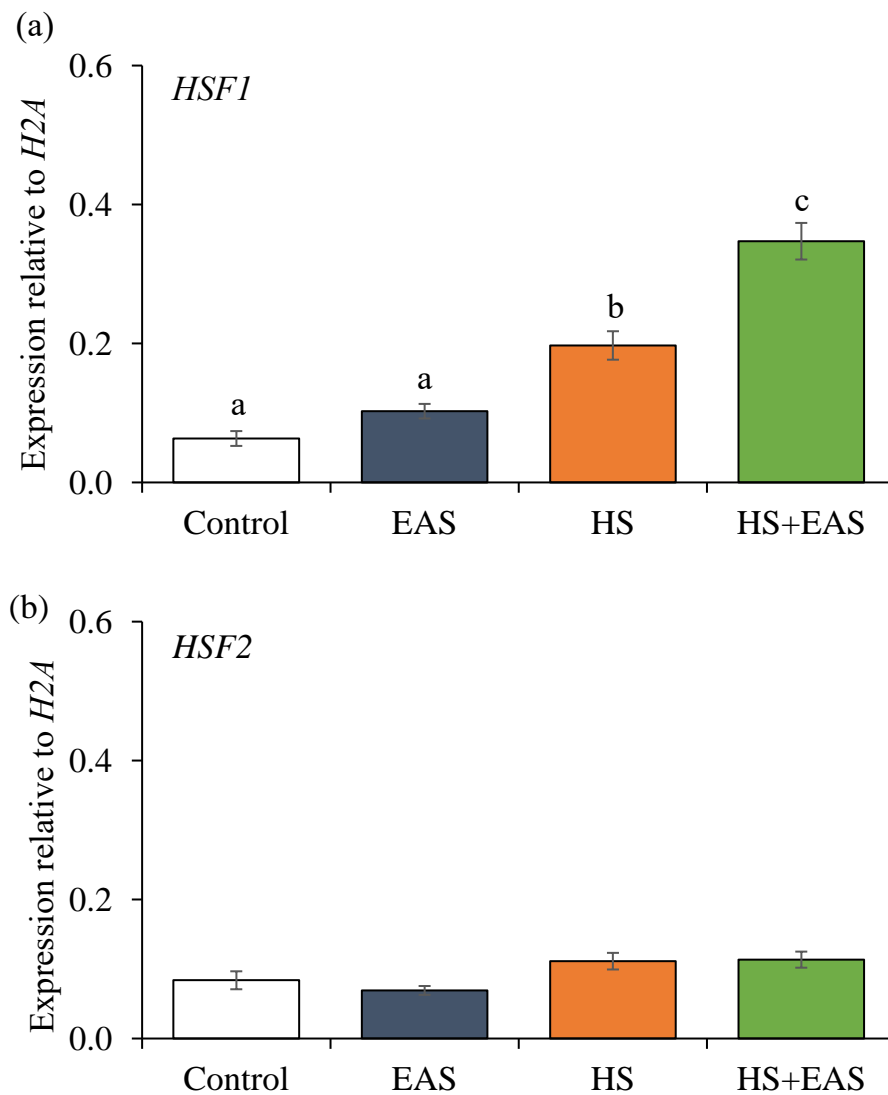 (a)
0.6
HSF1
c
0.4
b
0.2
a
a
0.0
Expression relative to H2A
Control
EAS
HS
HS+EAS
(b)
0.6
HSF2
0.4
0.2
0.0
Expression relative to H2A
Control
EAS
HS
HS+EAS